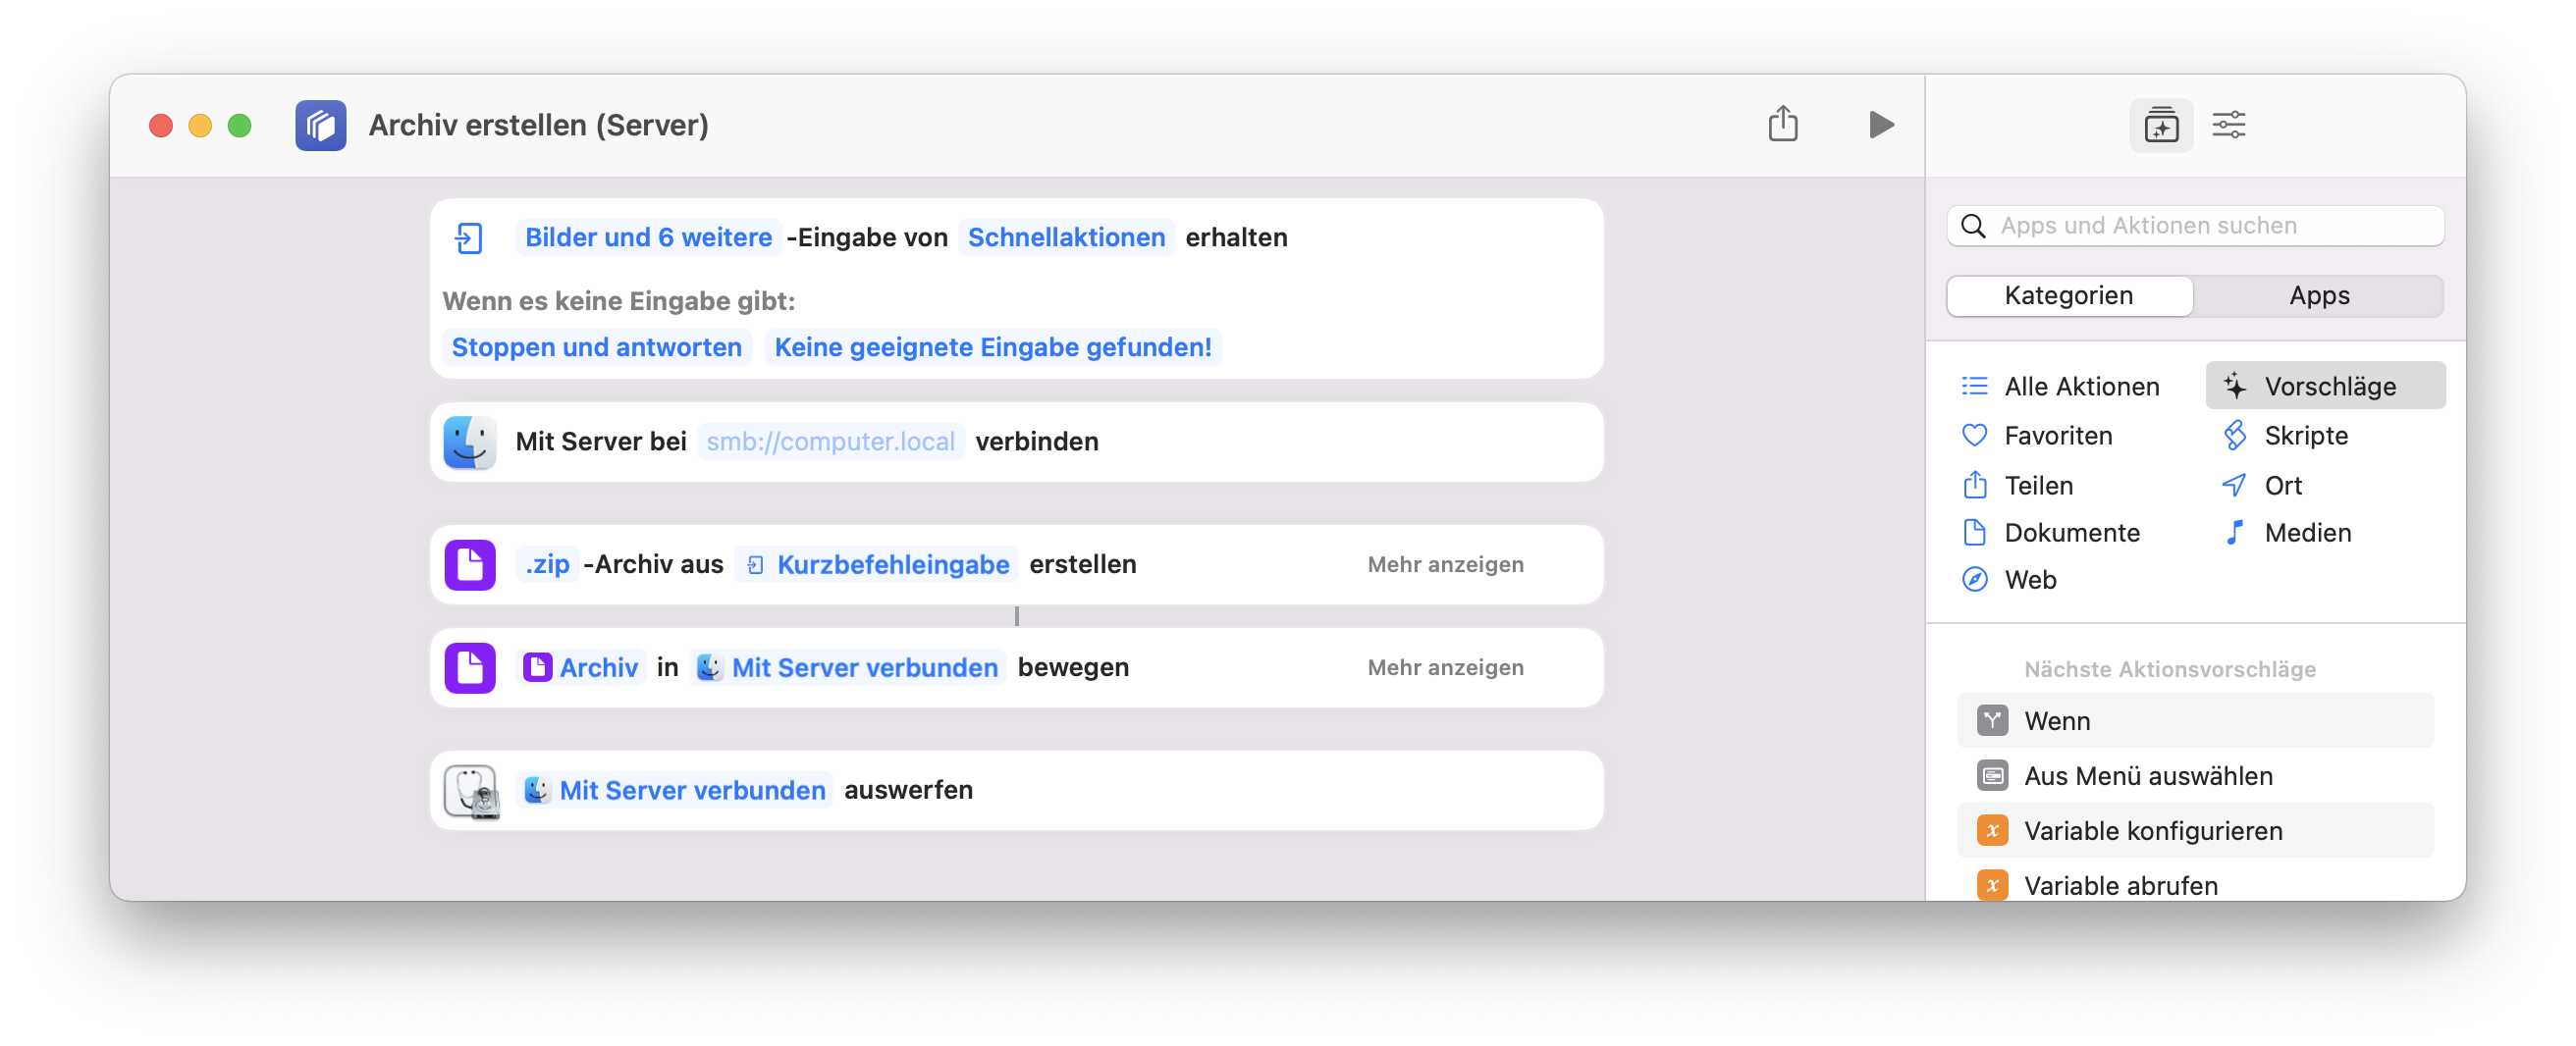 Archiv erstellen (Server)
Bilder und 6 weitere -Eingabe von Schnellaktionen erhalten
Wenn es keine Eingabe gibt:
Stoppen und antworten Keine geeignete Eingabe gefunden!
Mit Server bei smb://computer.local verbinden
.zip -Archiv aus Kurzbefehleingabe erstellen Mehr anzeigen
Archiv in Mit Server verbunden bewegen Mehr anzeigen
Mit Server verbunden auswerfen
Apps und Aktionen suchen
Kategorien Apps
Alle Aktionen Vorschläge
Favoriten Skripte
Teilen Ort
Dokumente Medien
Web
Nächste Aktionsvorschläge
Wenn
Aus Menü auswählen
Variable konfigurieren
Variable abrufen